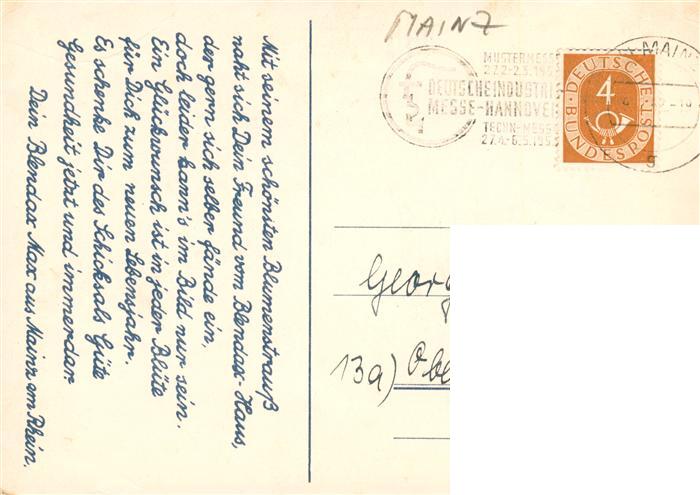 Mit seinem schönsten Blumenstrauß
naht sich Dein Freund vom Blendax-Haus,
der gern sich selber fände ein,
doch leider kann's im Bild nur sein.
Ein Glückwunsch ist in jeder Blüte
für Dich zum neuen Lebensjahr.
Es schenke Dir des Schicksals Güte
Gesundheit jetzt und immerdar.
Dein Blendax Max aus Mainz am Rhein.
MAINZ
MUSTERMESSE
DEUTSCHE INDUSTRIE
MESSE-HANNOVER
TECHN. MESSE
DEUTSCHE
BUNDESPOST
4
MAINZ
g
Georg
13a) Obe